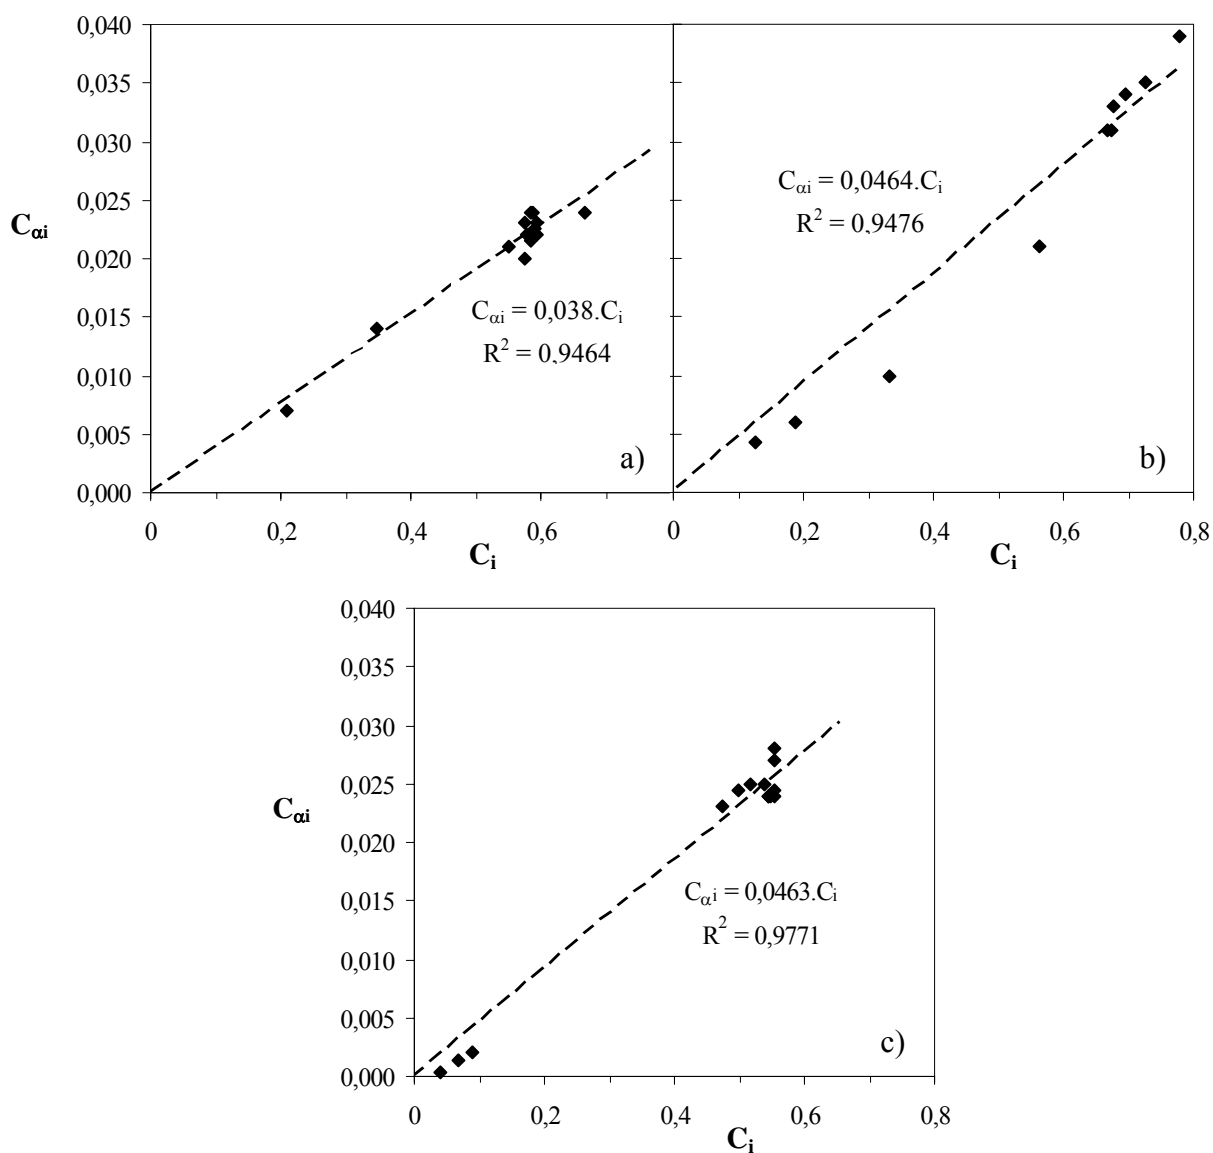 0,040
0,035
0,030
0,025
0,020
0,015
0,010
0,005
0,000
Cαi
Cαi = 0,038.Ci
R² = 0,9464
a)
0 0,2 0,4 0,6
Ci
Cαi = 0,0464.Ci
R² = 0,9476
b)
0 0,2 0,4 0,6 0,8
Ci
0,040
0,035
0,030
0,025
0,020
0,015
0,010
0,005
0,000
Cαi
Cαi = 0,0463.Ci
R² = 0,9771
c)
0 0,2 0,4 0,6 0,8
Ci